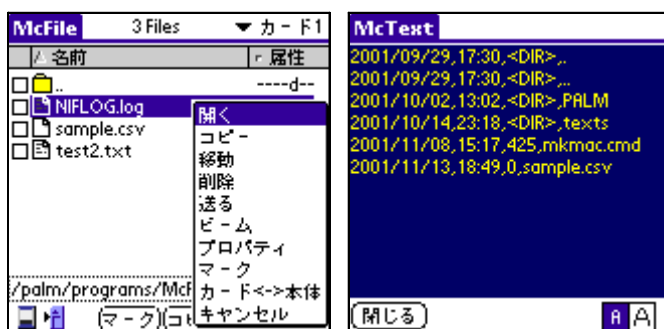 McFile 3 Files カード1
名前 属性
.. ----d--
NIFLOG.log
sample.csv
test2.txt
開く
コピー
移動
削除
送る
ビーム
プロパティ
マーク
カード<->本体
キャンセル
/palm/programs/McF
(マーク)(コピ
McText
2001/09/29,17:30,<DIR>,.
2001/09/29,17:30,<DIR>,..
2001/10/02,13:02,<DIR>,PALM
2001/10/14,23:18,<DIR>,texts
2001/11/08,15:17,425,mkmac.cmd
2001/11/13,18:49,0,sample.csv
閉じる A A